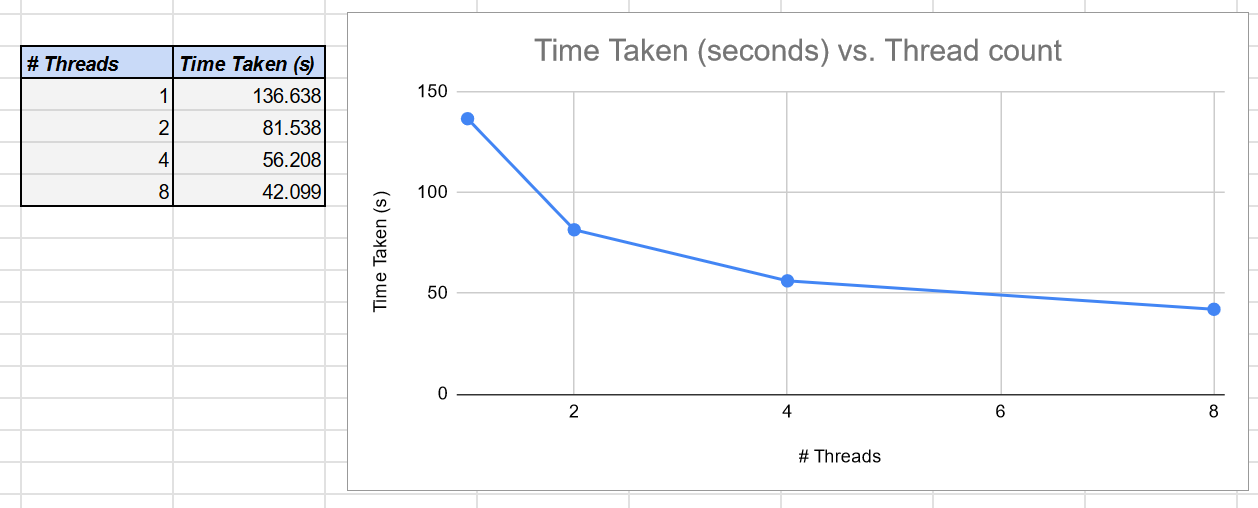 # Threads Time Taken (s)
1 136.638
2 81.538
4 56.208
8 42.099
Time Taken (seconds) vs. Thread count
150
100
50
0
Time Taken (s)
2 4 6 8
# Threads